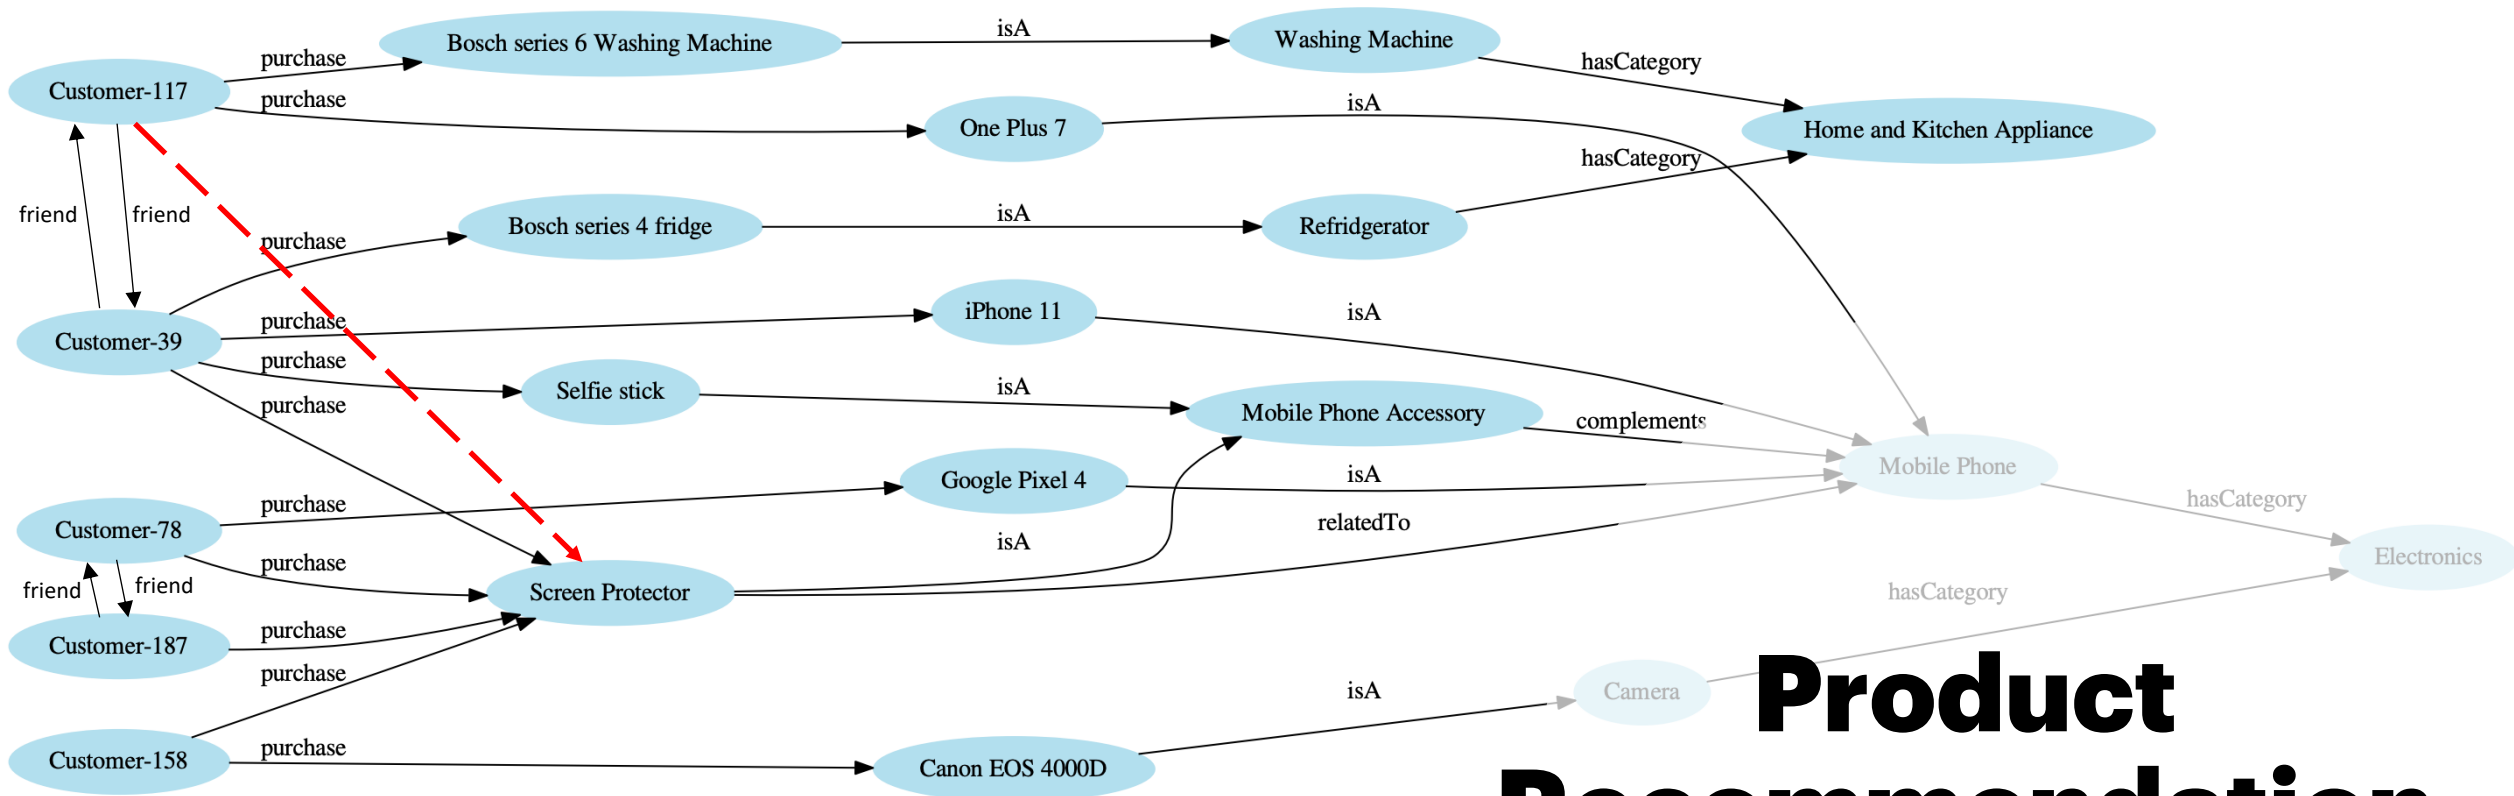 Bosch series 6 Washing Machine
isA
Washing Machine
purchase
hasCategory
Customer-117
purchase
One Plus 7
isA
Home and Kitchen Appliance
hasCategory
friend
friend
purchase
Bosch series 4 fridge
isA
Refridgerator
purchase
iPhone 11
isA
Customer-39
purchase
Selfie stick
isA
Mobile Phone Accessory
purchase
complements
Mobile Phone
Google Pixel 4
isA
hasCategory
purchase
Customer-78
relatedTo
isA
Electronics
purchase
friend
friend
Screen Protector
hasCategory
purchase
Customer-187
purchase
isA
Camera
Product
purchase
Customer-158
Canon EOS 4000D
Recommendation